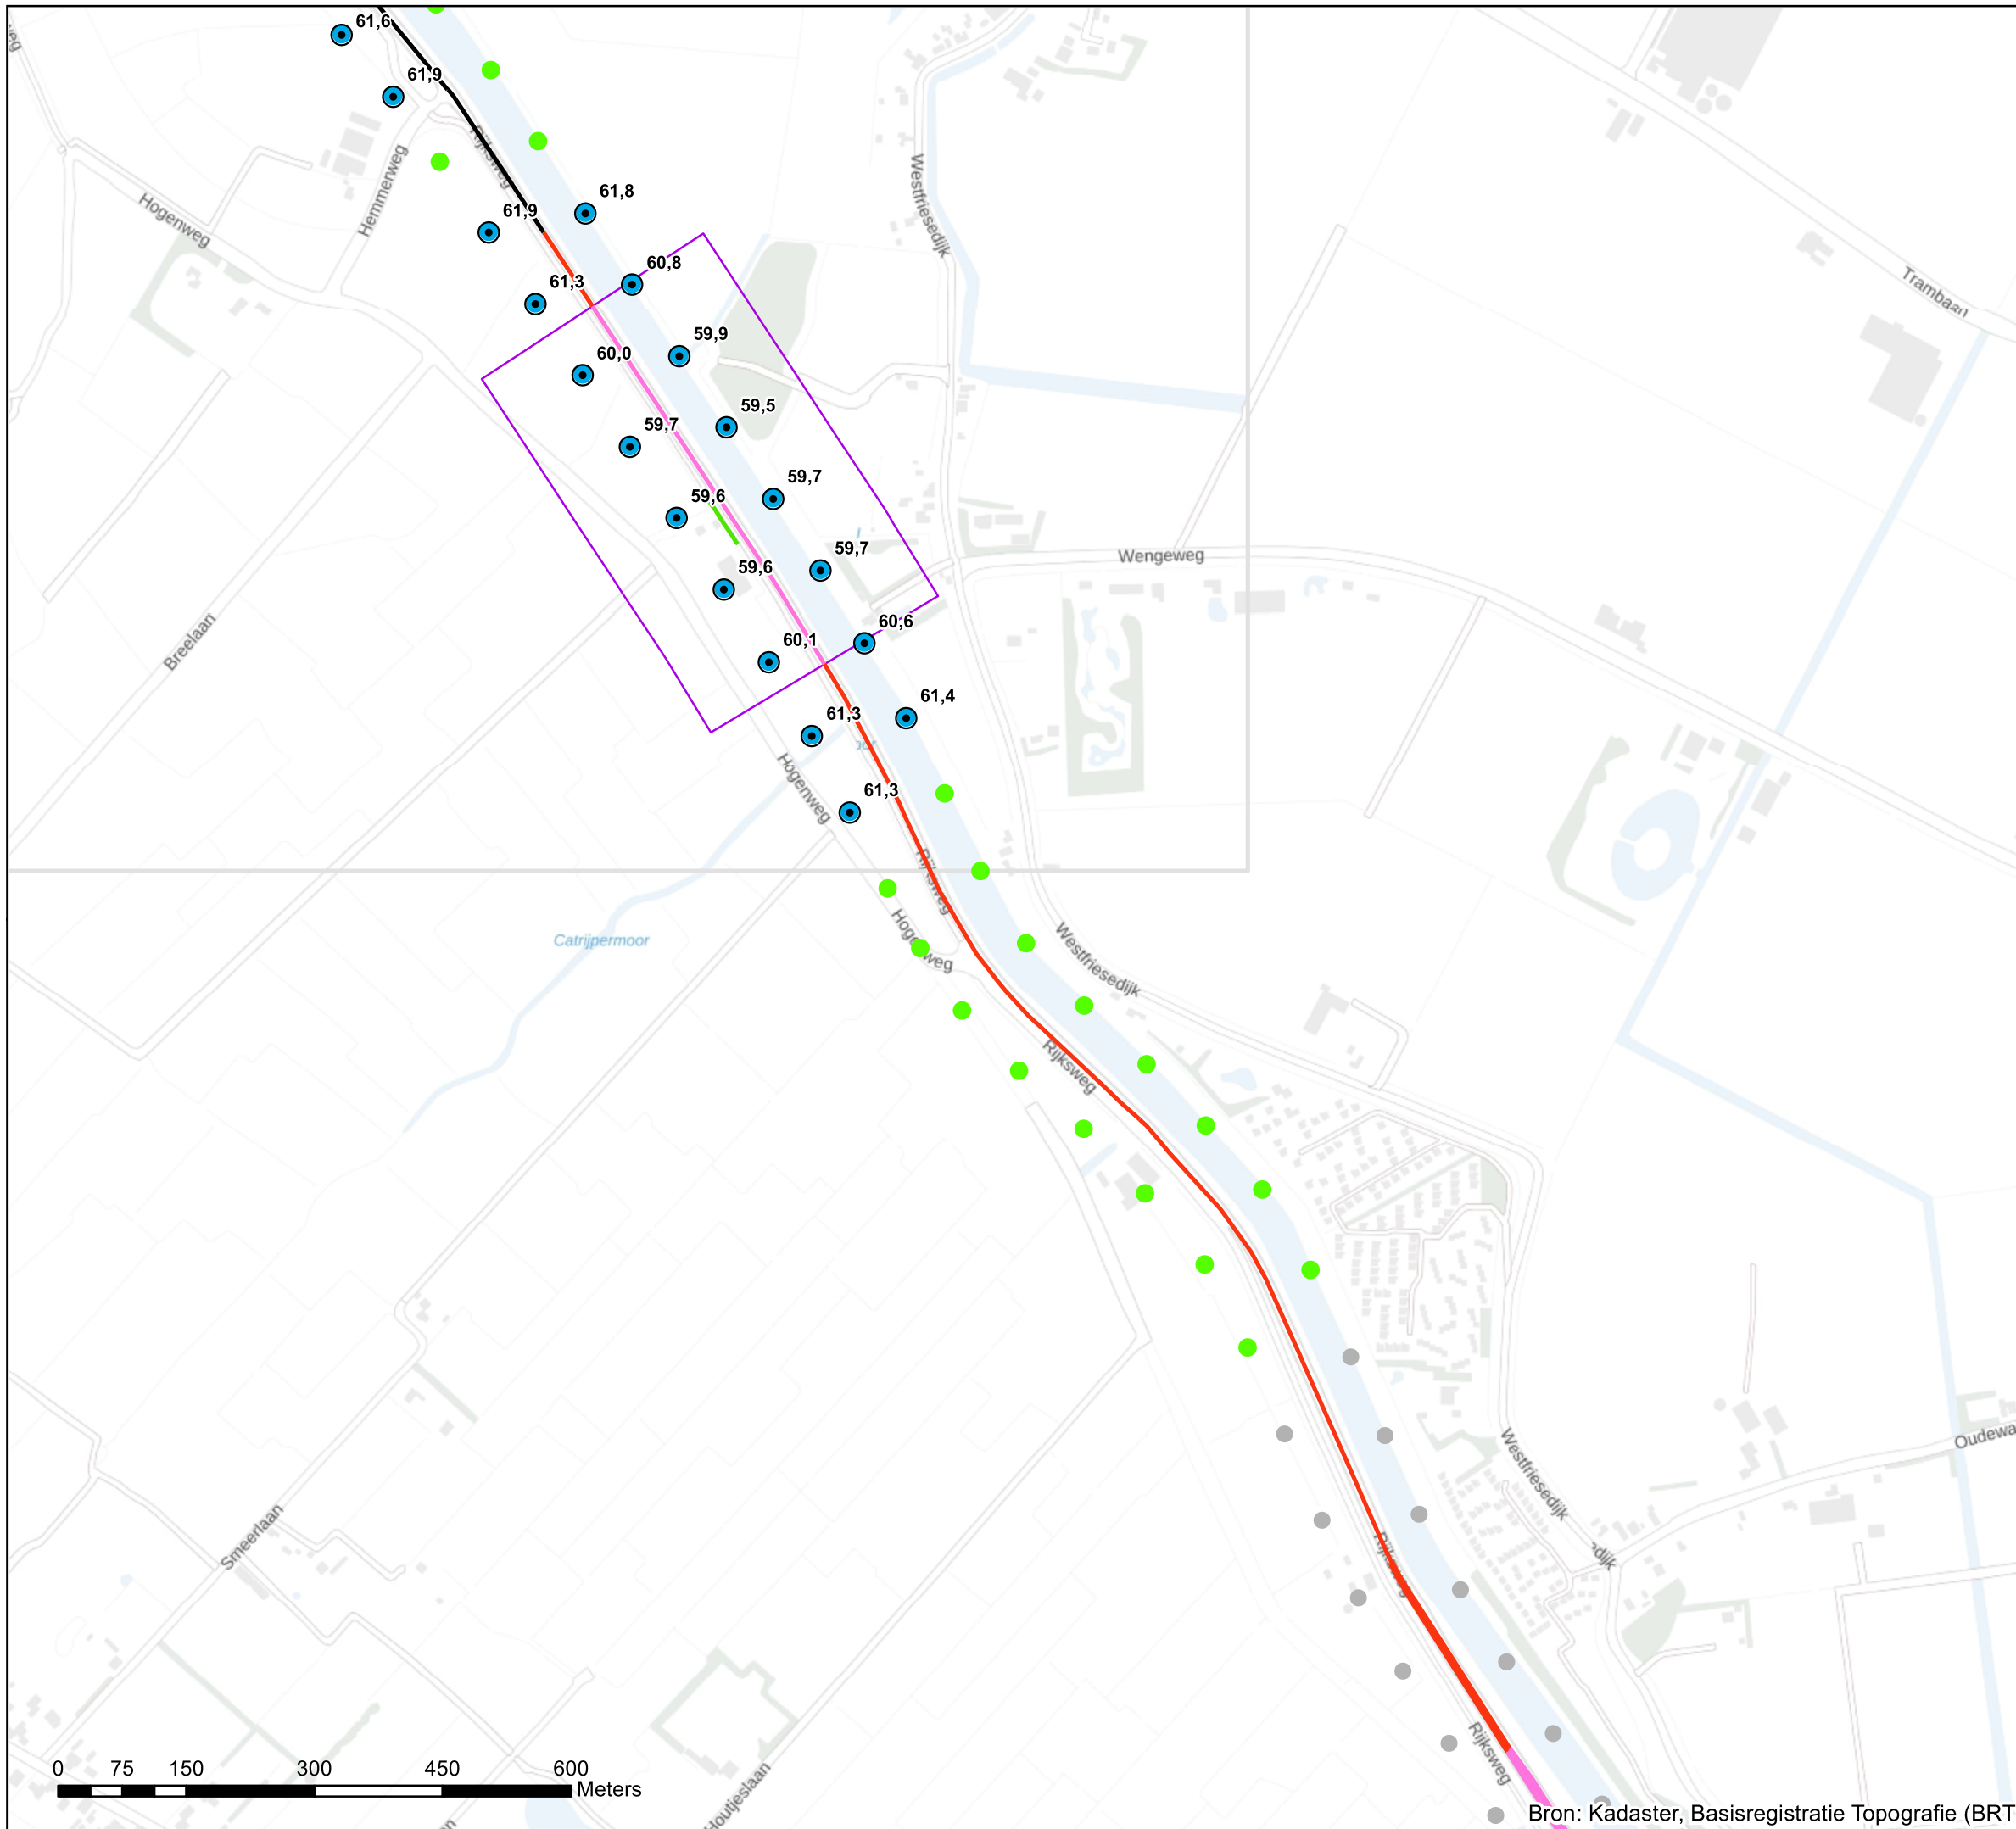 61,6
61,9
Rijksweg
Hemmerweg
Hogenweg
61,9
61,8
Westfriesedijk
61,3
60,8
Trambaan
60,0
59,9
59,7
59,5
59,6
59,7
59,6
59,7
Wengeweg
Breelaan
60,1
60,6
61,3
61,4
Hogenweg
61,3
Rijksweg
Catrijpermoor
Hogenweg
Westfriesedijk
Rijksweg
Westfriesedijk
Oudewa
Smeerlaan
Rijksweg
edijk
Rijksweg
Houtjeslaan
0 75 150 300 450 600
Meters
Bron: Kadaster, Basisregistratie Topografie (BRT